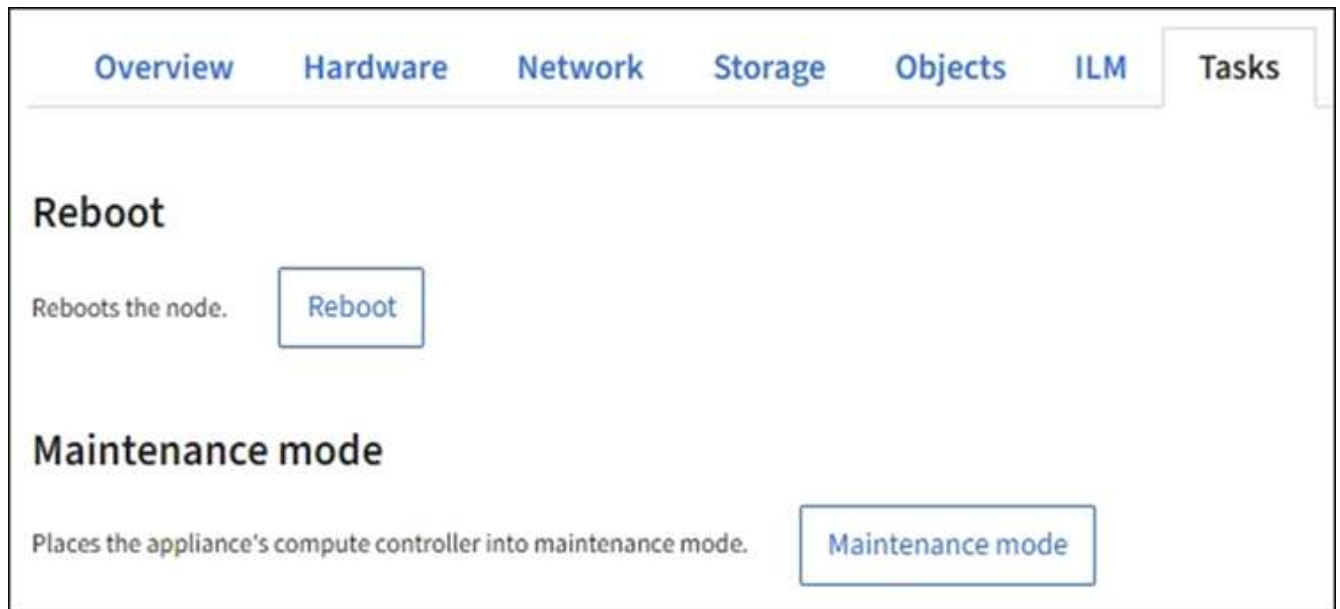 Overview Hardware Network Storage Objects ILM Tasks
Reboot
Reboots the node. Reboot
Maintenance mode
Places the appliance's compute controller into maintenance mode. Maintenance mode